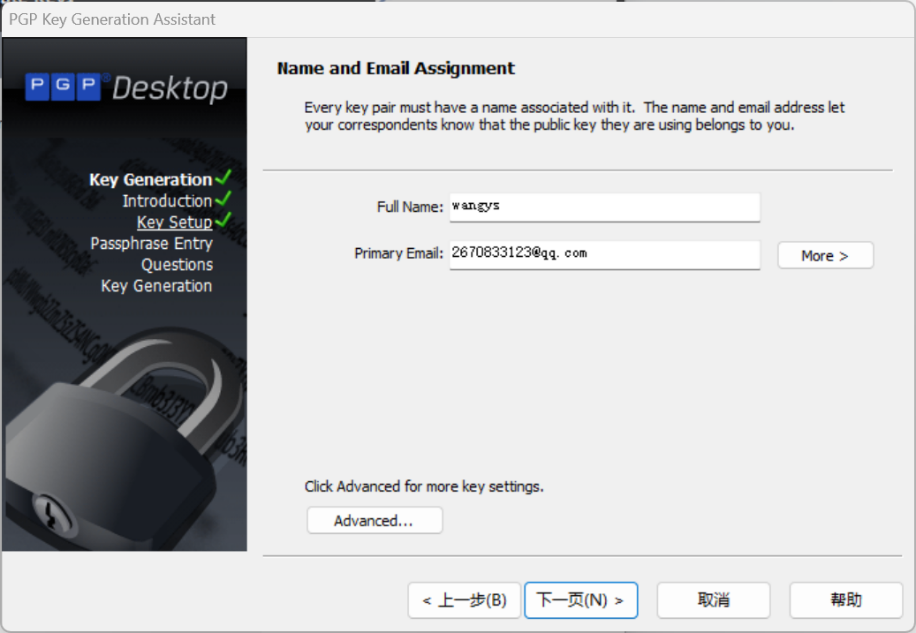 PGP Key Generation Assistant
PGP® Desktop
Key Generation
Introduction
Key Setup
Passphrase Entry
Questions
Key Generation
Name and Email Assignment
Every key pair must have a name associated with it. The name and email address let
your correspondents know that the public key they are using belongs to you.
Full Name: wangys
Primary Email: 2670833123@qq.com
More >
Click Advanced for more key settings.
Advanced...
< 上一步(B)
下一页(N) >
取消
帮助